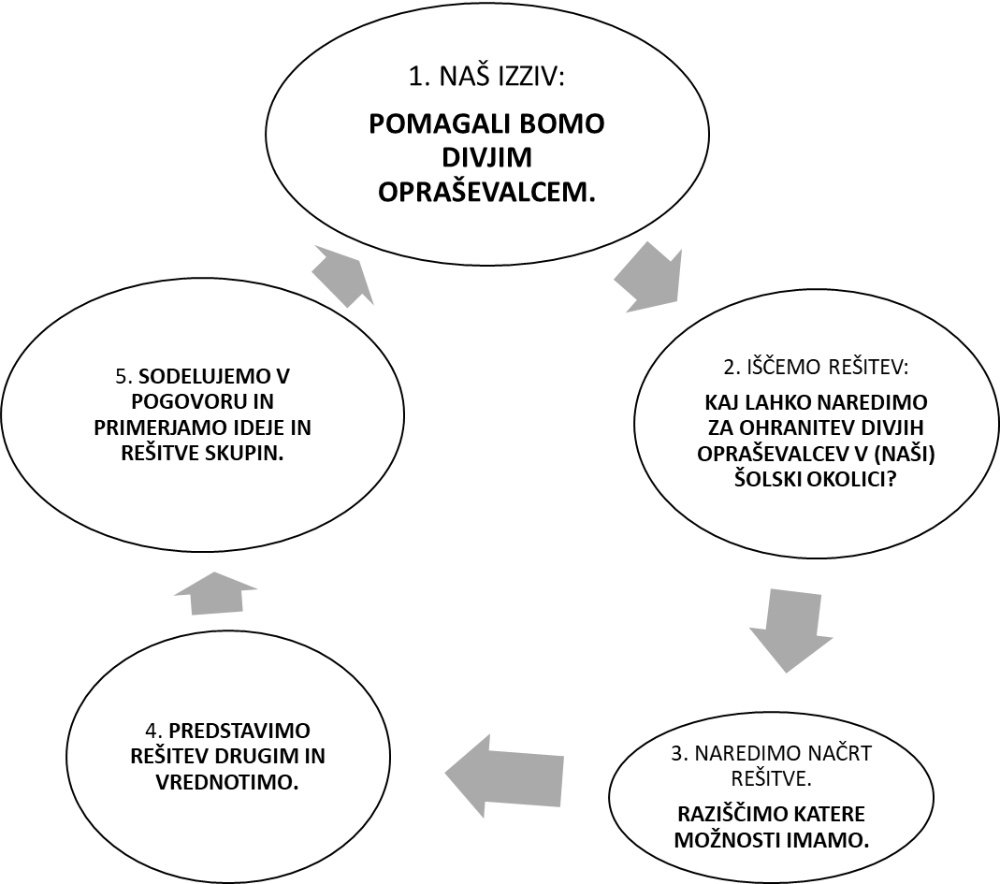 1. NAŠ IZZIV:
POMAGALI BOMO
DIVJIM
OPRAŠEVALCEM.
2. IŠČEMO REŠITEV:
KAJ LAHKO NAREDIMO
ZA OHRANITEV DIVJIH
OPRAŠEVALCEV V (NAŠI)
ŠOLSKI OKOLICI?
3. NAREDIMO NAČRT
REŠITVE.
RAZIŠČIMO KATERE
MOŽNOSTI IMAMO.
4. PREDSTAVIMO
REŠITEV DRUGIM IN
VREDNOTIMO.
5. SODELUJEMO V
POGOVORU IN
PRIMERJAMO IDEJE IN
REŠITVE SKUPIN.